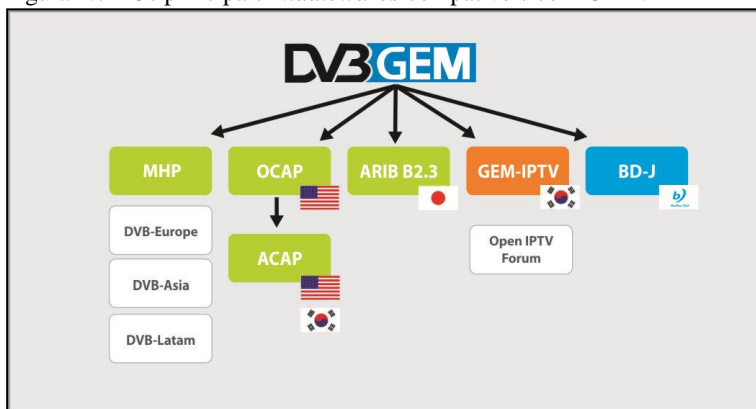 DVB GEM
MHP
OCAP
ARIB B2.3
GEM-IPTV
BD-J
DVB-Europe
DVB-Asia
DVB-Latam
ACAP
Open IPTV
Forum